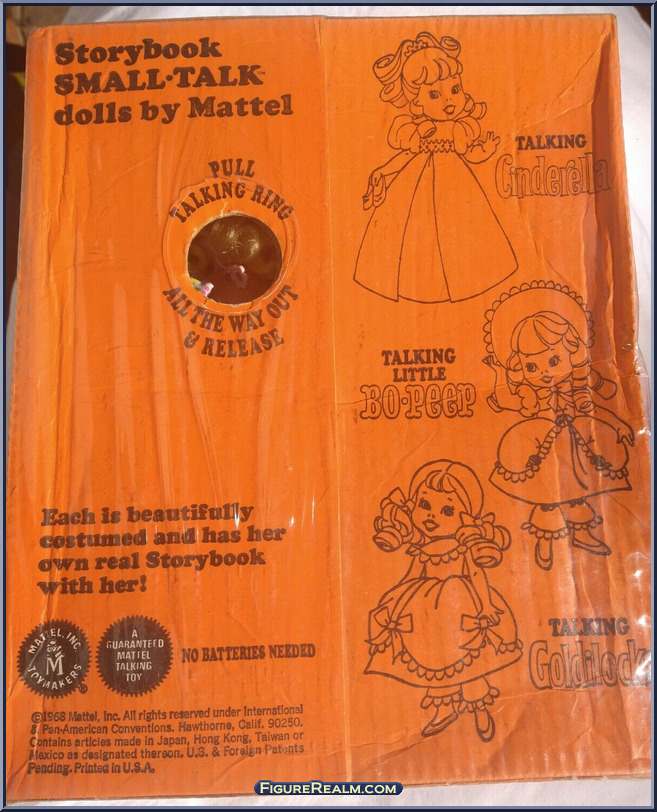 Storybook
SMALL-TALK™
dolls by Mattel
PULL
TALKING RING
ALL THE WAY OUT
& RELEASE
TALKING
Cinderella
TALKING
LITTLE
BO-PEEP
TALKING
Goldilock
Each is beautifully
costumed and has her
own real Storybook
with her!
MATTEL, INC.
M
TOYMAKERS
®
A
GUARANTEED
MATTEL
TALKING
TOY
NO BATTERIES NEEDED
©1968 Mattel, Inc. All rights reserved under International
& Pan-American Conventions. Hawthorne, Calif. 90250.
Contains articles made in Japan, Hong Kong, Taiwan or
Mexico as designated thereon. U.S. & Foreign Patents
Pending. Printed in U.S.A.
FIGUREREALM.COM